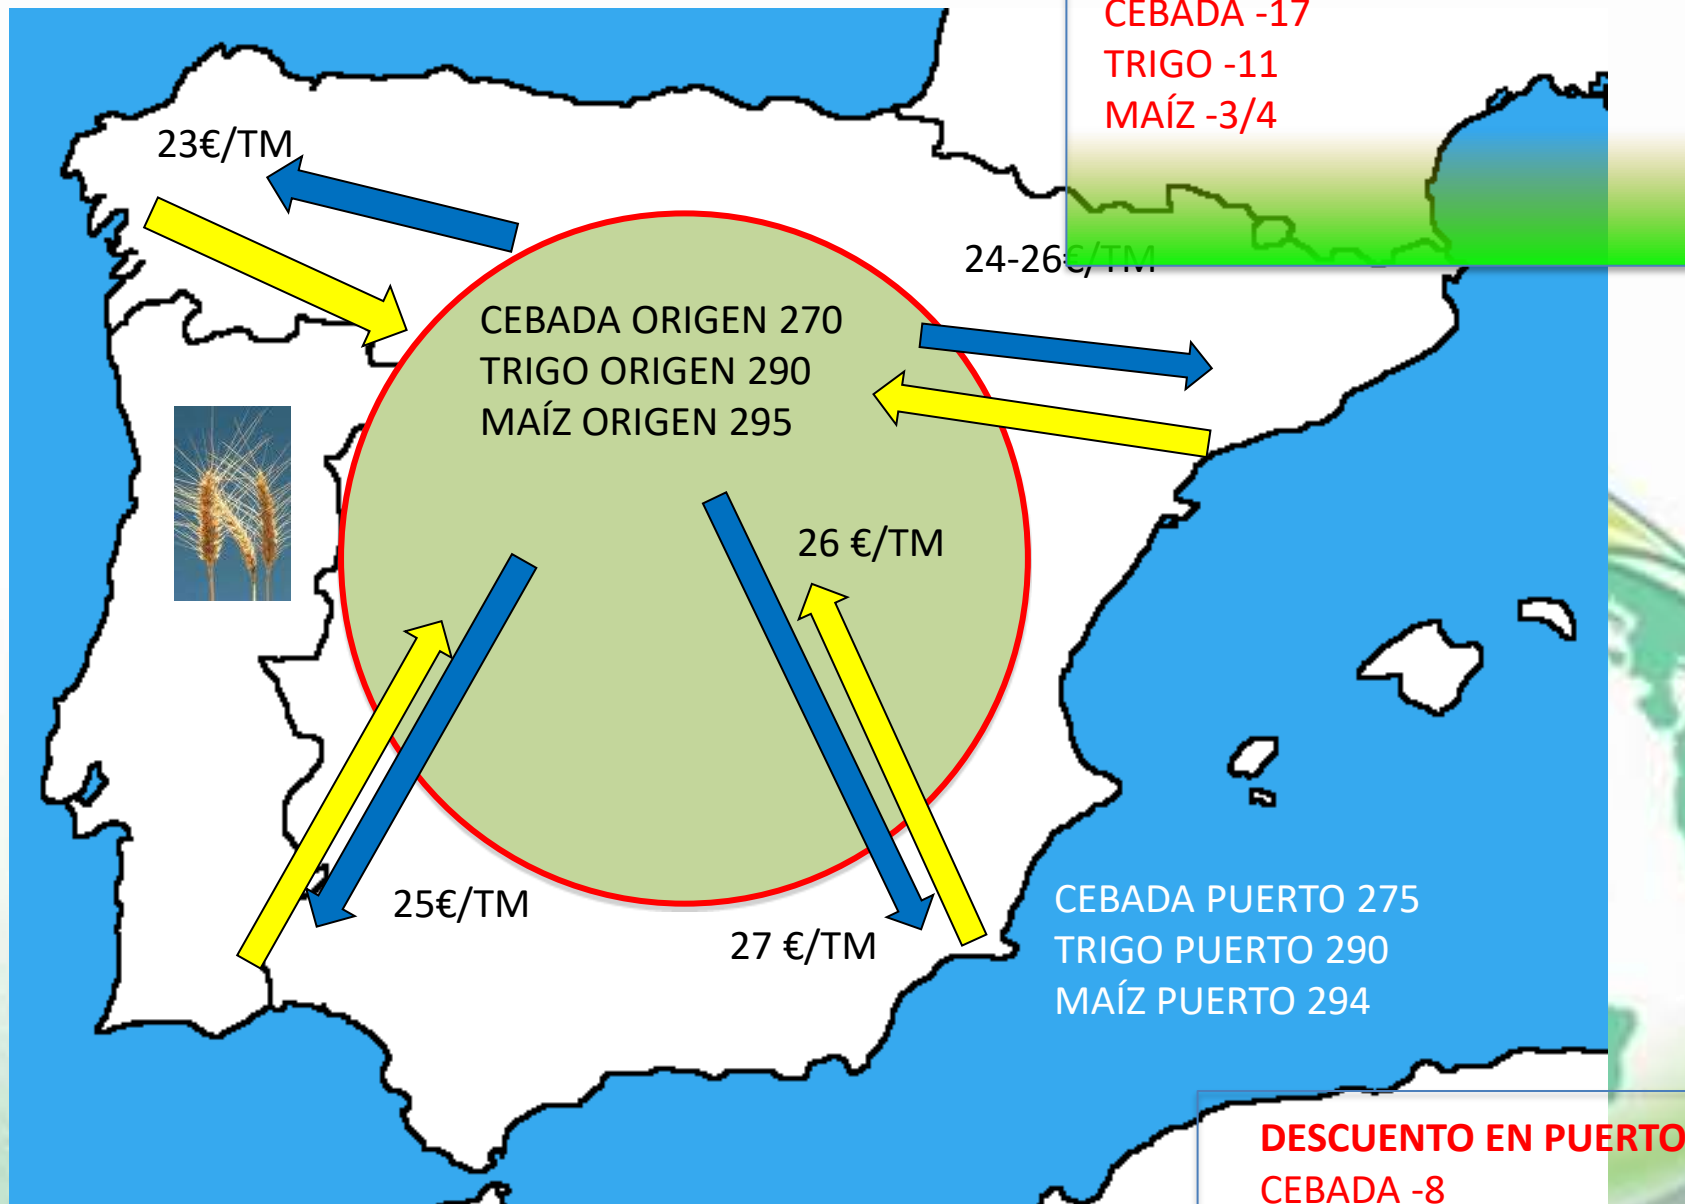 CEBADA -17
TRIGO -11
MAÍZ -3/4
23€/TM
24-26€/TM
CEBADA ORIGEN 270
TRIGO ORIGEN 290
MAÍZ ORIGEN 295
26 €/TM
25€/TM
27 €/TM
CEBADA PUERTO 275
TRIGO PUERTO 290
MAÍZ PUERTO 294
DESCUENTO EN PUERTO
CEBADA -8